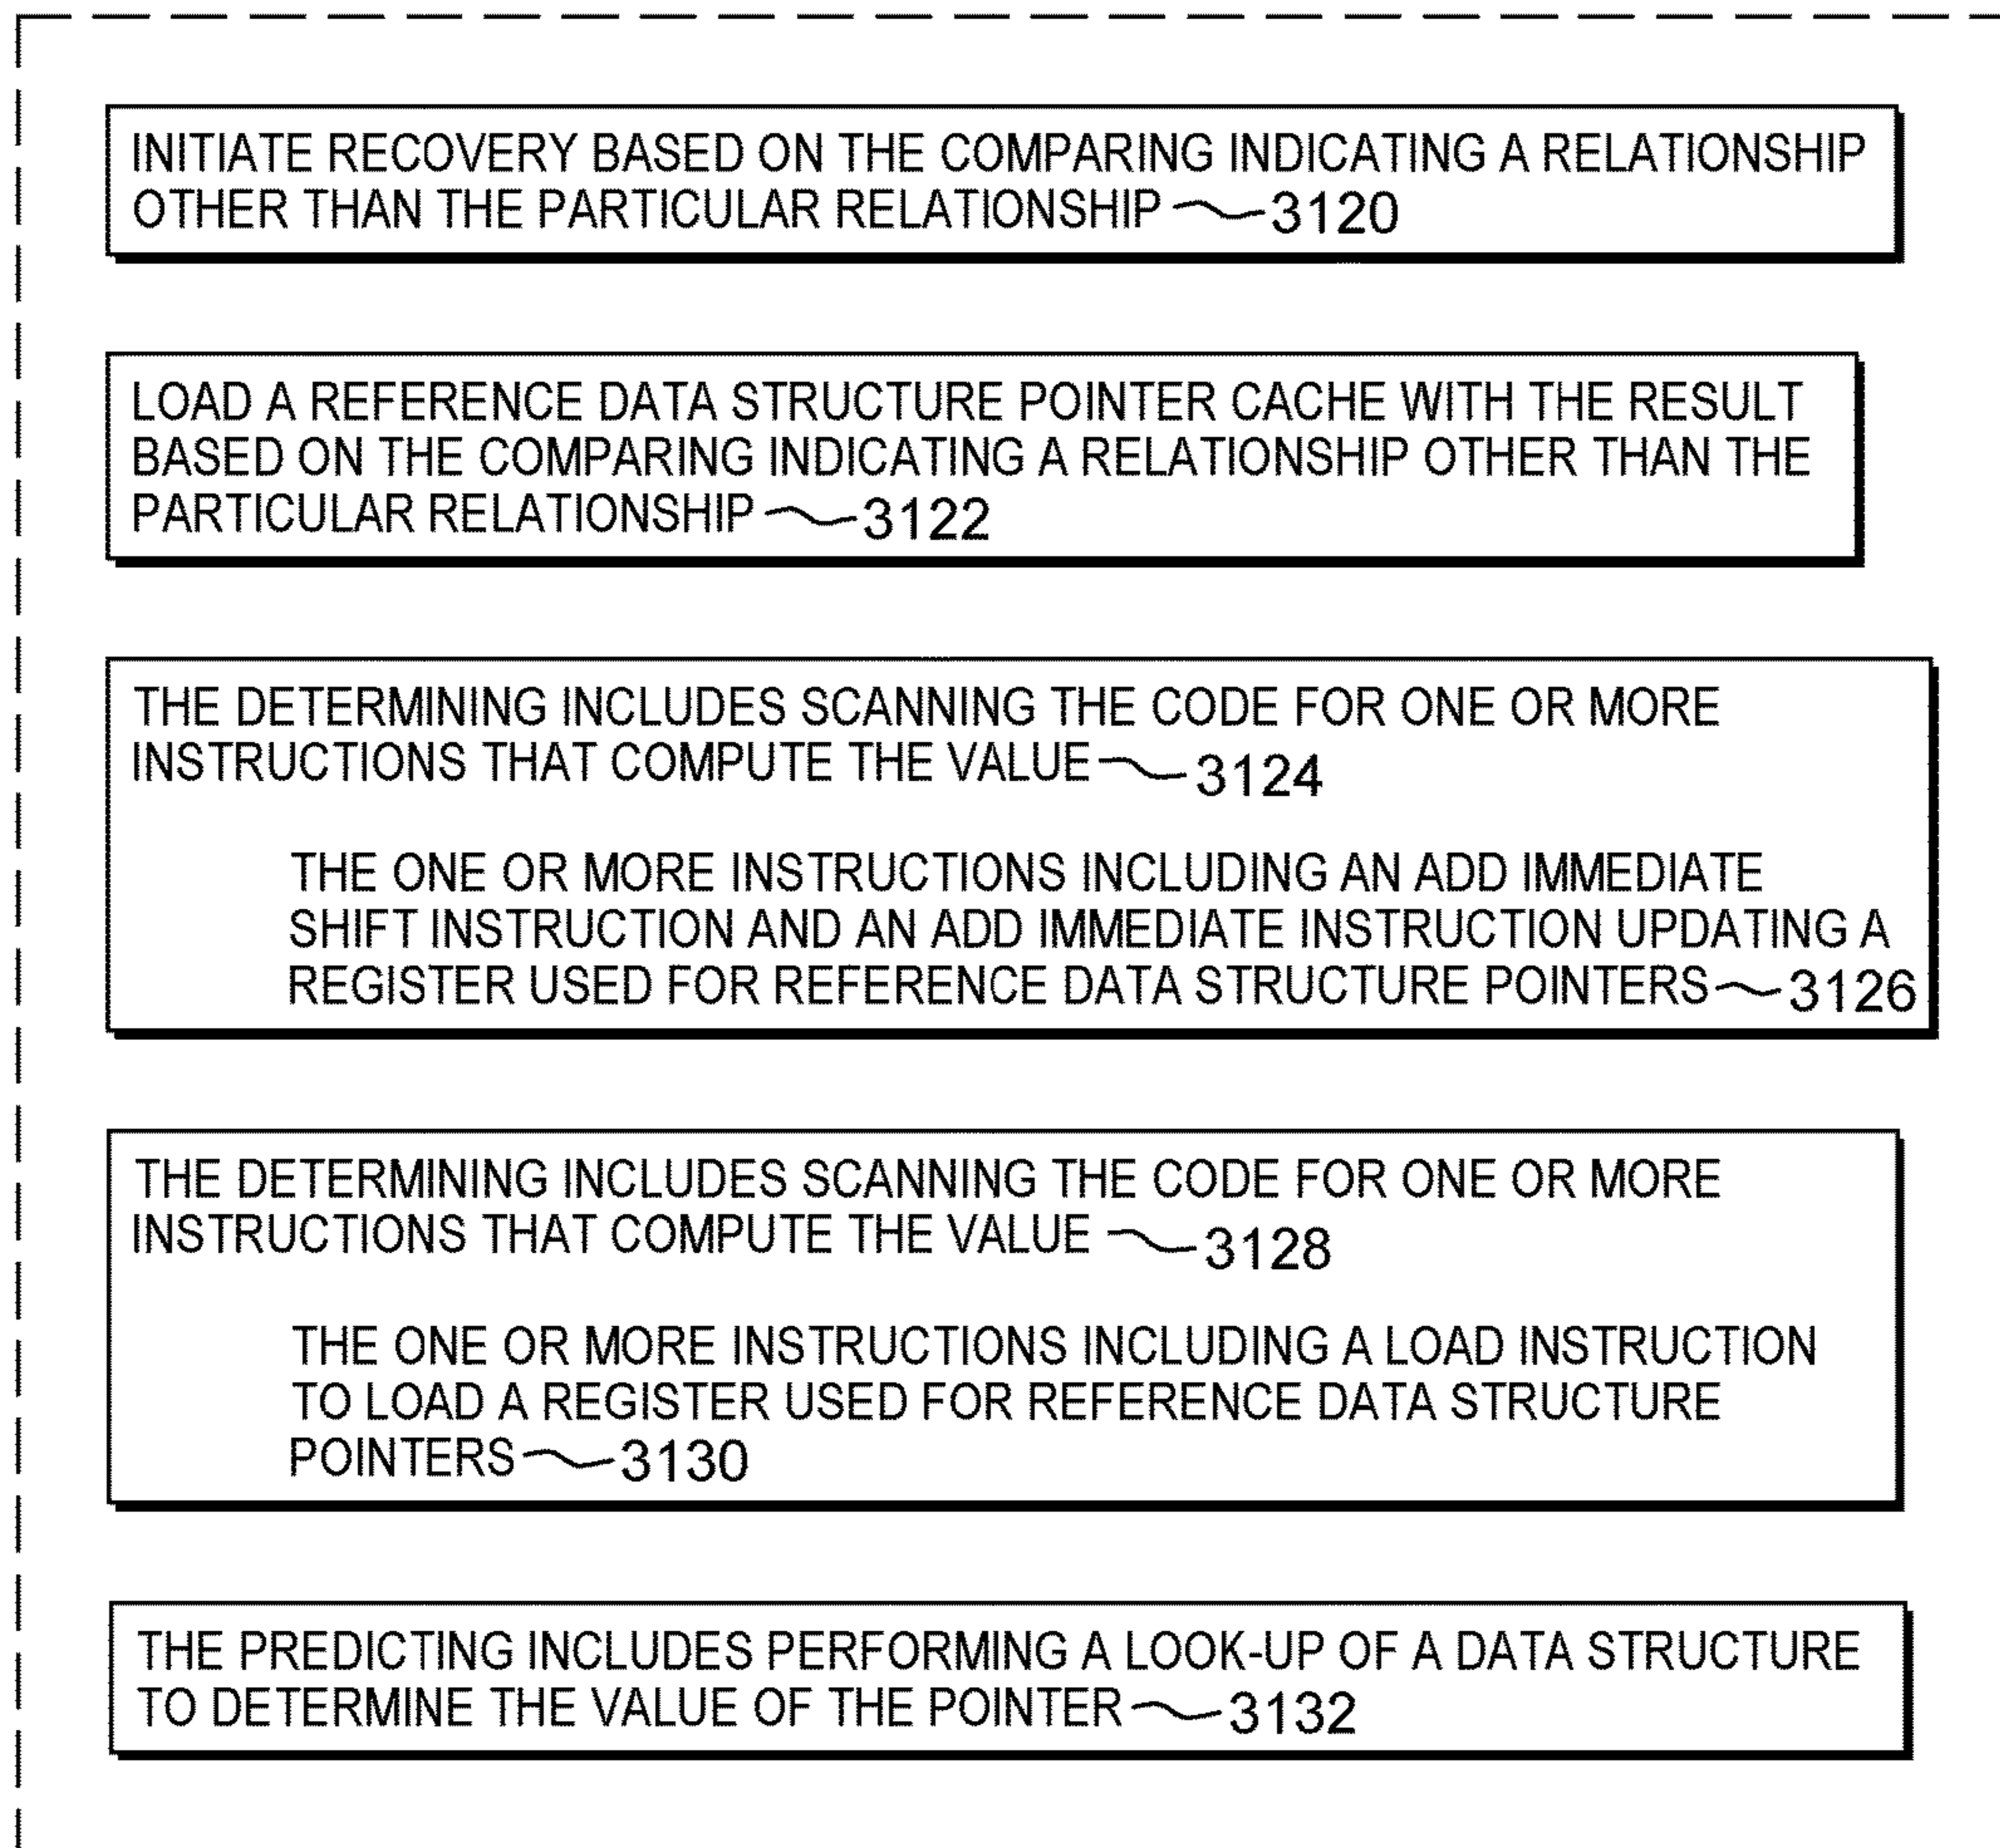 INITIATE RECOVERY BASED ON THE COMPARING INDICATING A RELATIONSHIP
OTHER THAN THE PARTICULAR RELATIONSHIP 3120
LOAD A REFERENCE DATA STRUCTURE POINTER CACHE WITH THE RESULT
BASED ON THE COMPARING INDICATING A RELATIONSHIP OTHER THAN THE
PARTICULAR RELATIONSHIP 3122
THE DETERMINING INCLUDES SCANNING THE CODE FOR ONE OR MORE
INSTRUCTIONS THAT COMPUTE THE VALUE 3124
THE ONE OR MORE INSTRUCTIONS INCLUDING AN ADD IMMEDIATE
SHIFT INSTRUCTION AND AN ADD IMMEDIATE INSTRUCTION UPDATING A
REGISTER USED FOR REFERENCE DATA STRUCTURE POINTERS 3126
THE DETERMINING INCLUDES SCANNING THE CODE FOR ONE OR MORE
INSTRUCTIONS THAT COMPUTE THE VALUE 3128
THE ONE OR MORE INSTRUCTIONS INCLUDING A LOAD INSTRUCTION
TO LOAD A REGISTER USED FOR REFERENCE DATA STRUCTURE
POINTERS 3130
THE PREDICTING INCLUDES PERFORMING A LOOK-UP OF A DATA STRUCTURE
TO DETERMINE THE VALUE OF THE POINTER 3132